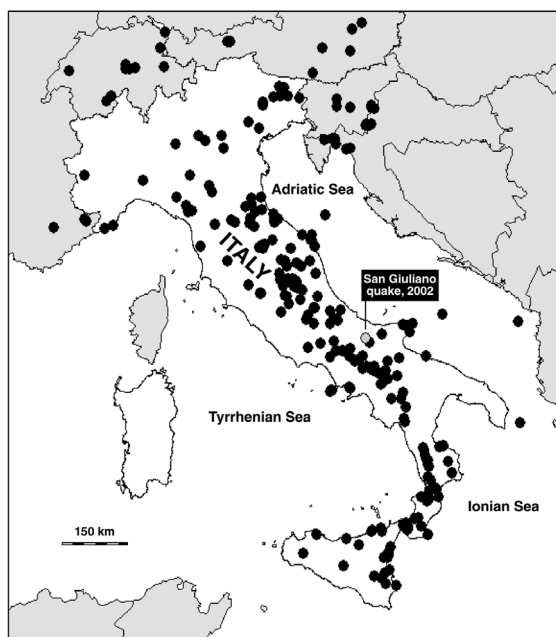 Adriatic Sea
ITALY
San Giuliano
quake, 2002
Tyrrhenian Sea
Ionian Sea
150 km